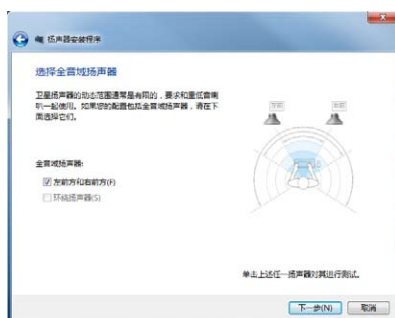 扬声器安装程序
选择全音域扬声器
卫星扬声器的动态范围通常是有限的，要求和重低音喇
叭一起使用。如果您的配置包括全音域扬声器，请在下
面选择它们。
全音域扬声器:
左前方和右前方(F)
环绕扬声器(S)
单击上述任一扬声器对其进行测试。
下一步(N)
取消